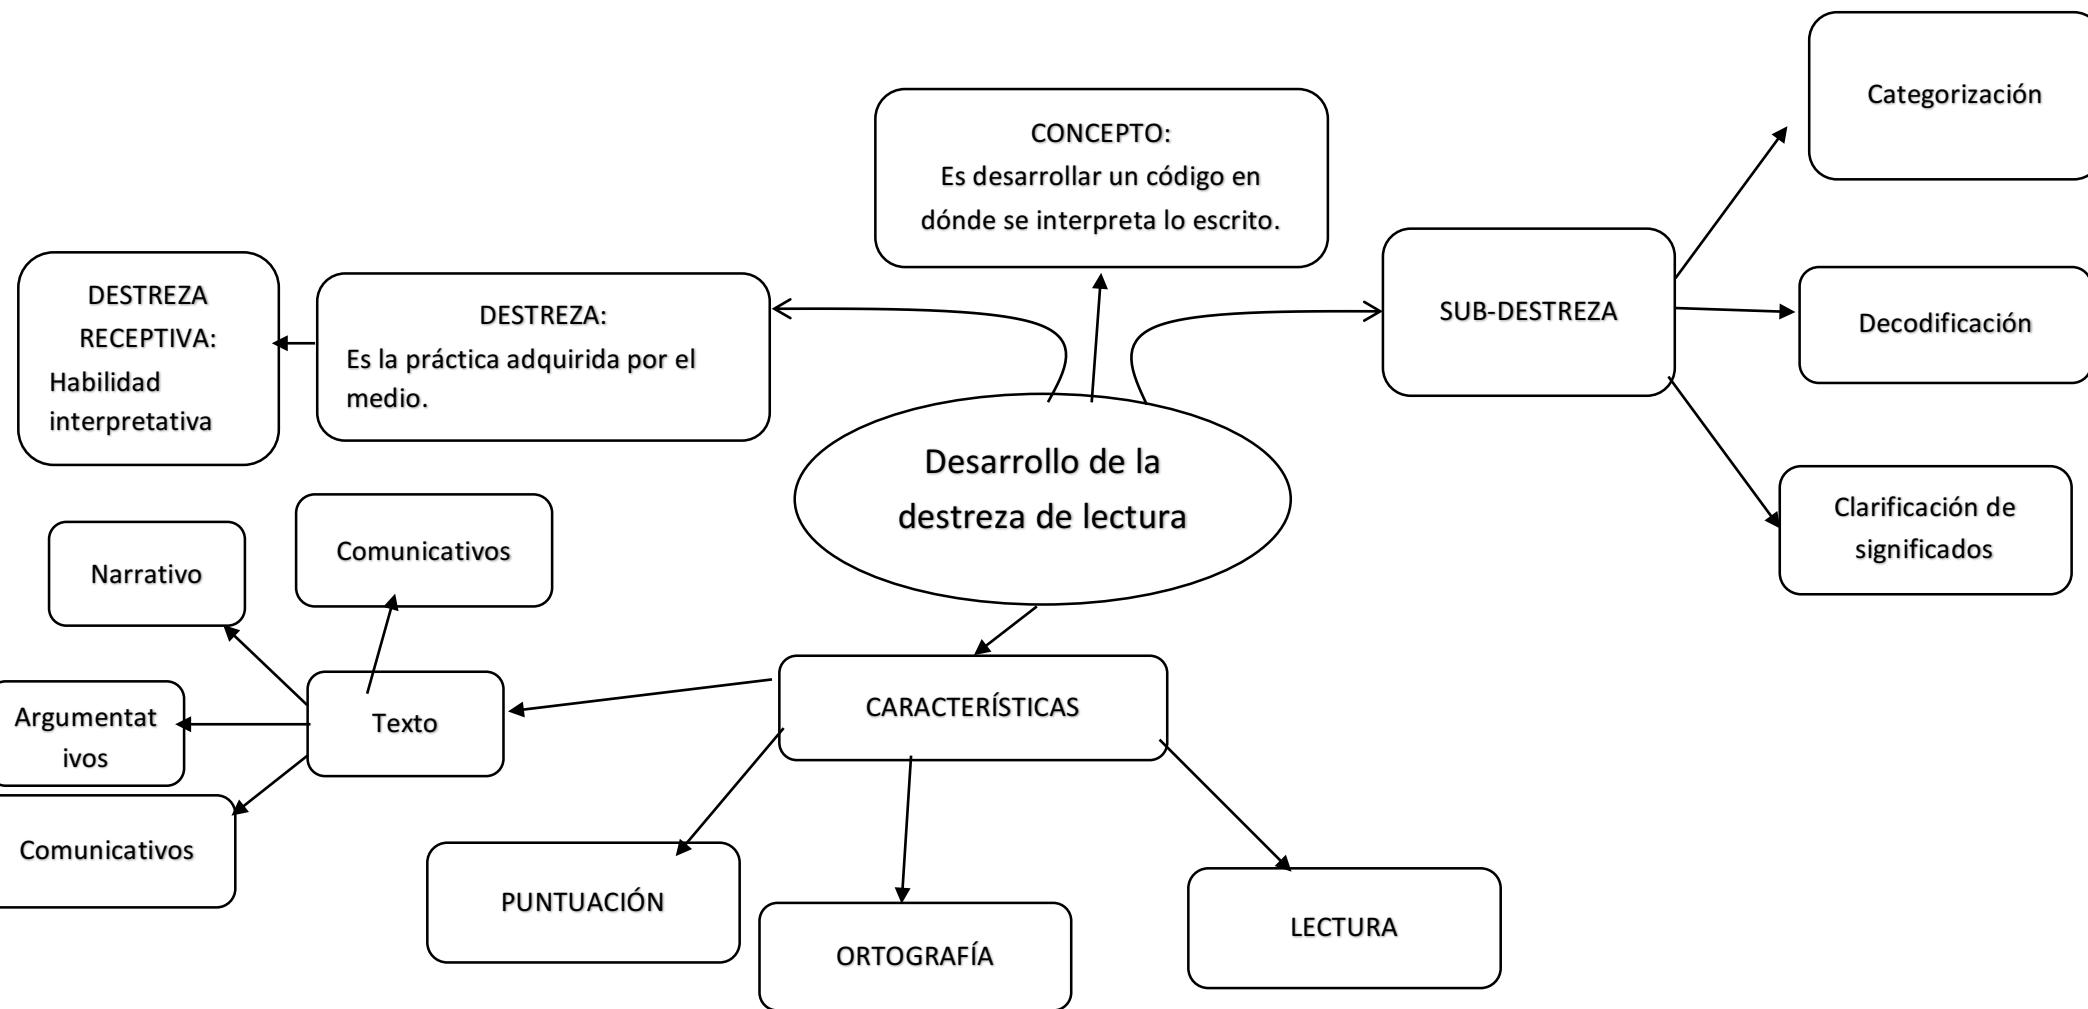 Categorización
CONCEPTO:
Es desarrollar un código en
dónde se interpreta lo escrito.
DESTREZA
RECEPTIVA:
Habilidad
interpretativa
DESTREZA:
Es la práctica adquirida por el
medio.
SUB-DESTREZA
Decodificación
Desarrollo de la
destreza de lectura
Clarificación de
significados
Comunicativos
Narrativo
Argumentat
ivos
Texto
CARACTERÍSTICAS
Comunicativos
PUNTUACIÓN
ORTOGRAFÍA
LECTURA